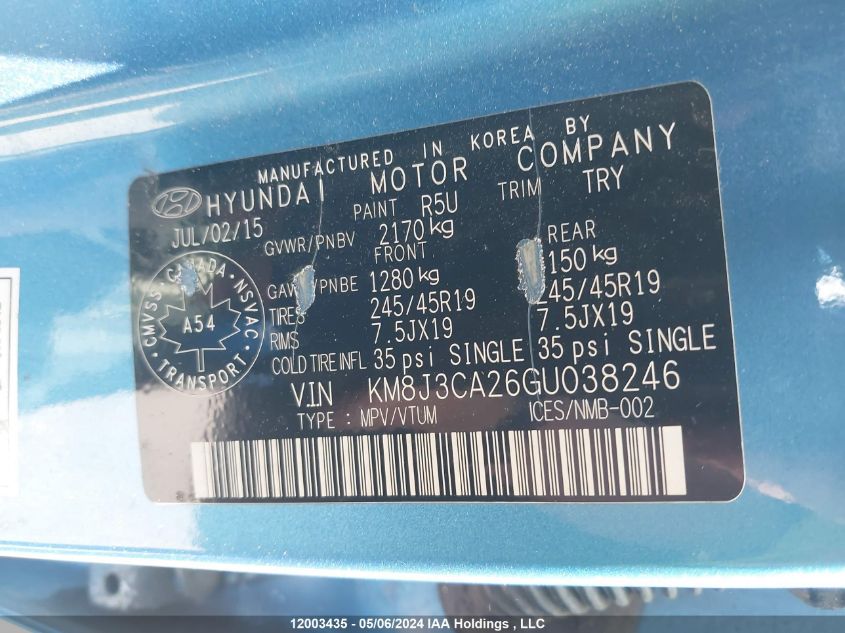 MANUFACTURED IN KOREA BY
HYUNDAI MOTOR COMPANY
JUL/02/15 PAINT R5U TRIM TRY
GVWR/PNBV 2170 kg
FRONT REAR
/PNBE 1280 kg 150 kg
TIRES 245/45R19 45/45R19
RIMS 7.5JX19 7.5JX19
COLD TIRE INFL 35 psi SINGLE 35 psi SINGLE
VIN KM8J3CA26GU038246
TYPE : MPV/VTUM ICES/NMB-002
CANADA
CMVSS NSVAC
A54
TRANSPORT
12003435 - 05/06/2024 IAA Holdings, LLC